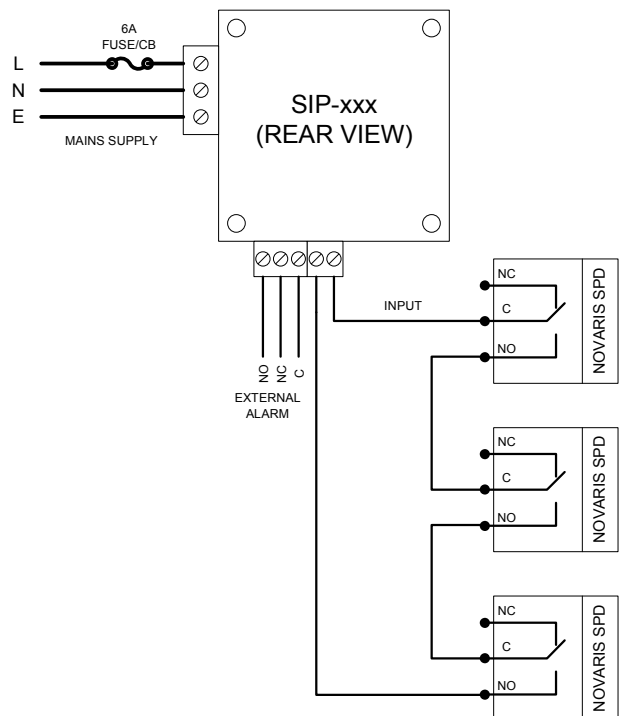 6A
FUSE/CB
L
N
E
MAINS SUPPLY
SIP-xxx
(REAR VIEW)
NO
NC
C
EXTERNAL
ALARM
INPUT
NC
C
NO
NOVARIS SPD
NC
C
NO
NOVARIS SPD
NC
C
NO
NOVARIS SPD